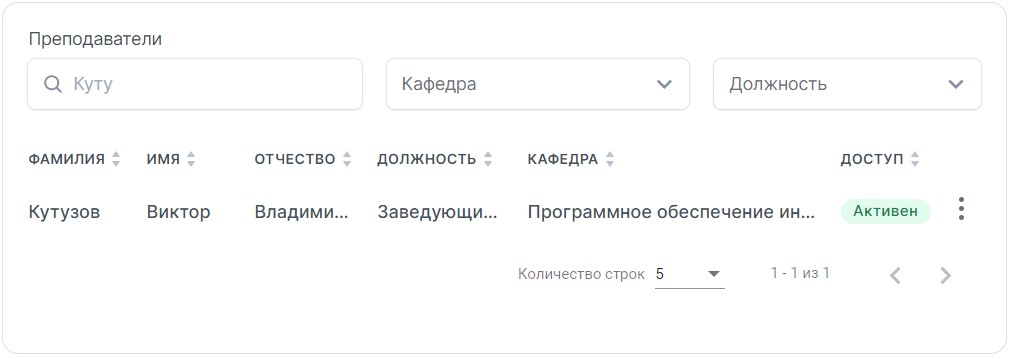 Преподаватели
Куту
Кафедра
Должность
ФАМИЛИЯ ИМЯ ОТЧЕСТВО ДОЛЖНОСТЬ КАФЕДРА ДОСТУП
Кутузов Виктор Владими... Заведующи... Программное обеспечение ин... Активен
Количество строк 5 1 - 1 из 1